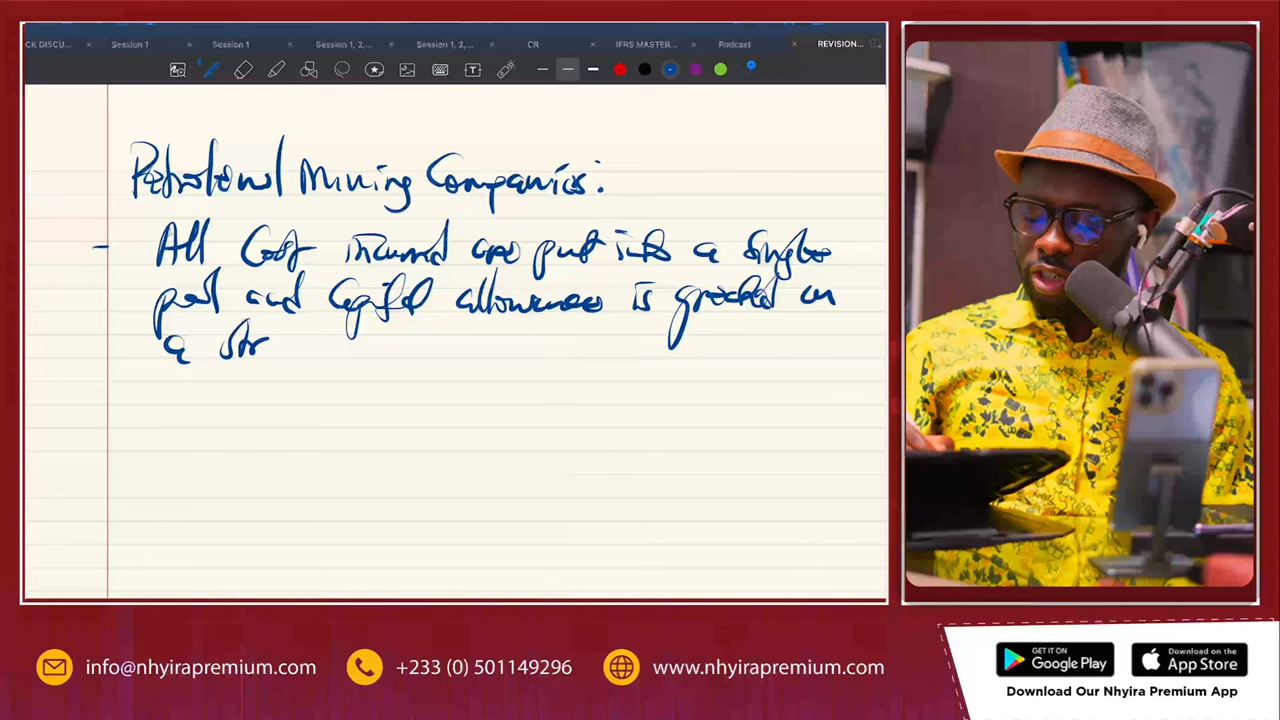 CK DISCU... Session 1 Session 1 Session 1, 2,... Session 1, 2,... CR IFRS MASTER... Podcast REVISION...
Mining Companies:
- All Cost incurred are put into a single
pool and Capital allowance is granted on
a str
info@nhyirapremium.com +233 (0) 501149296 www.nhyirapremium.com
GET IT ON Google Play Download on the App Store
Download Our Nhyira Premium App